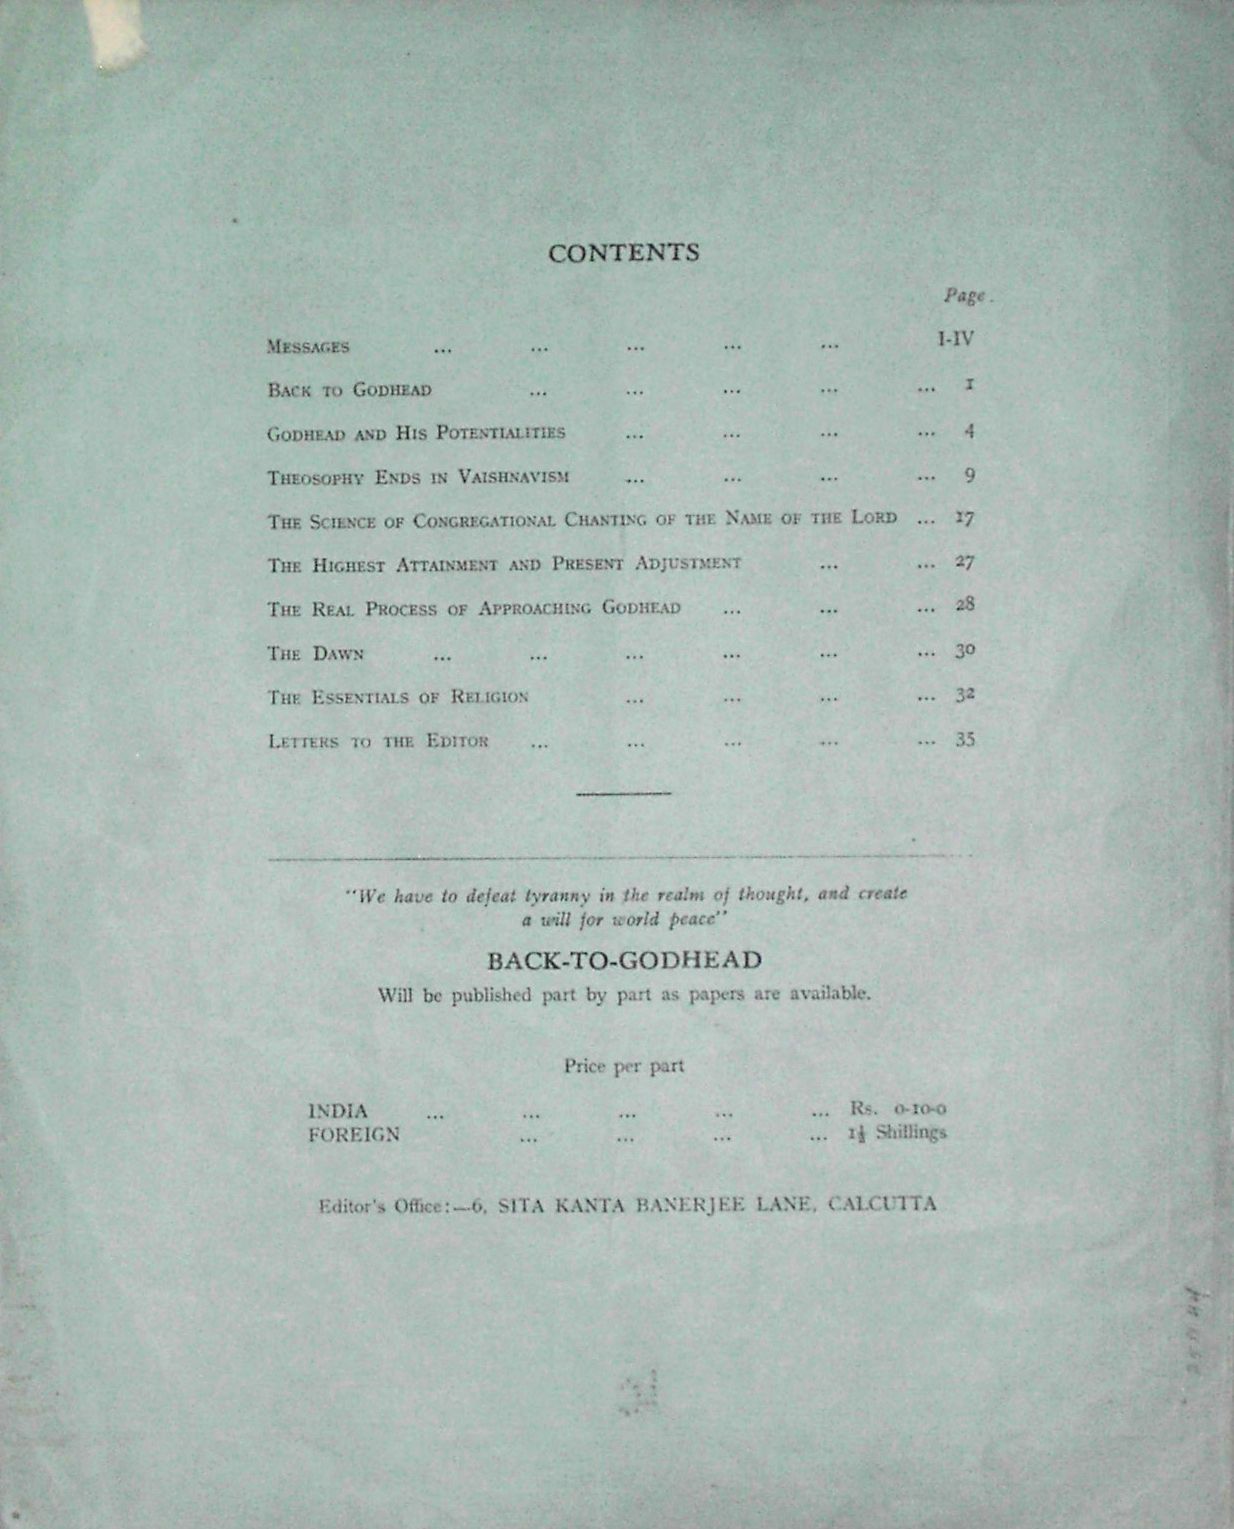 CONTENTS
Page.
MESSAGES ... ... ... ... ... I-IV
BACK TO GODHEAD ... ... ... ... ... 1
GODHEAD AND HIS POTENTIALITIES ... ... ... ... 4
THEOSOPHY ENDS IN VAISHNAVISM ... ... ... ... 9
THE SCIENCE OF CONGREGATIONAL CHANTING OF THE NAME OF THE LORD ... 17
THE HIGHEST ATTAINMENT AND PRESENT ADJUSTMENT ... ... 27
THE REAL PROCESS OF APPROACHING GODHEAD ... ... ... 28
THE DAWN ... ... ... ... ... ... 30
THE ESSENTIALS OF RELIGION ... ... ... ... 32
LETTERS TO THE EDITOR ... ... ... ... ... 35
"We have to defeat tyranny in the realm of thought, and create
a will for world peace"
BACK-TO-GODHEAD
Will be published part by part as papers are available.
Price per part
INDIA ... ... ... ... ... Rs. 0-10-0
FOREIGN ... ... ... ... 1½ Shillings
Editor's Office:—6, SITA KANTA BANERJEE LANE, CALCUTTA